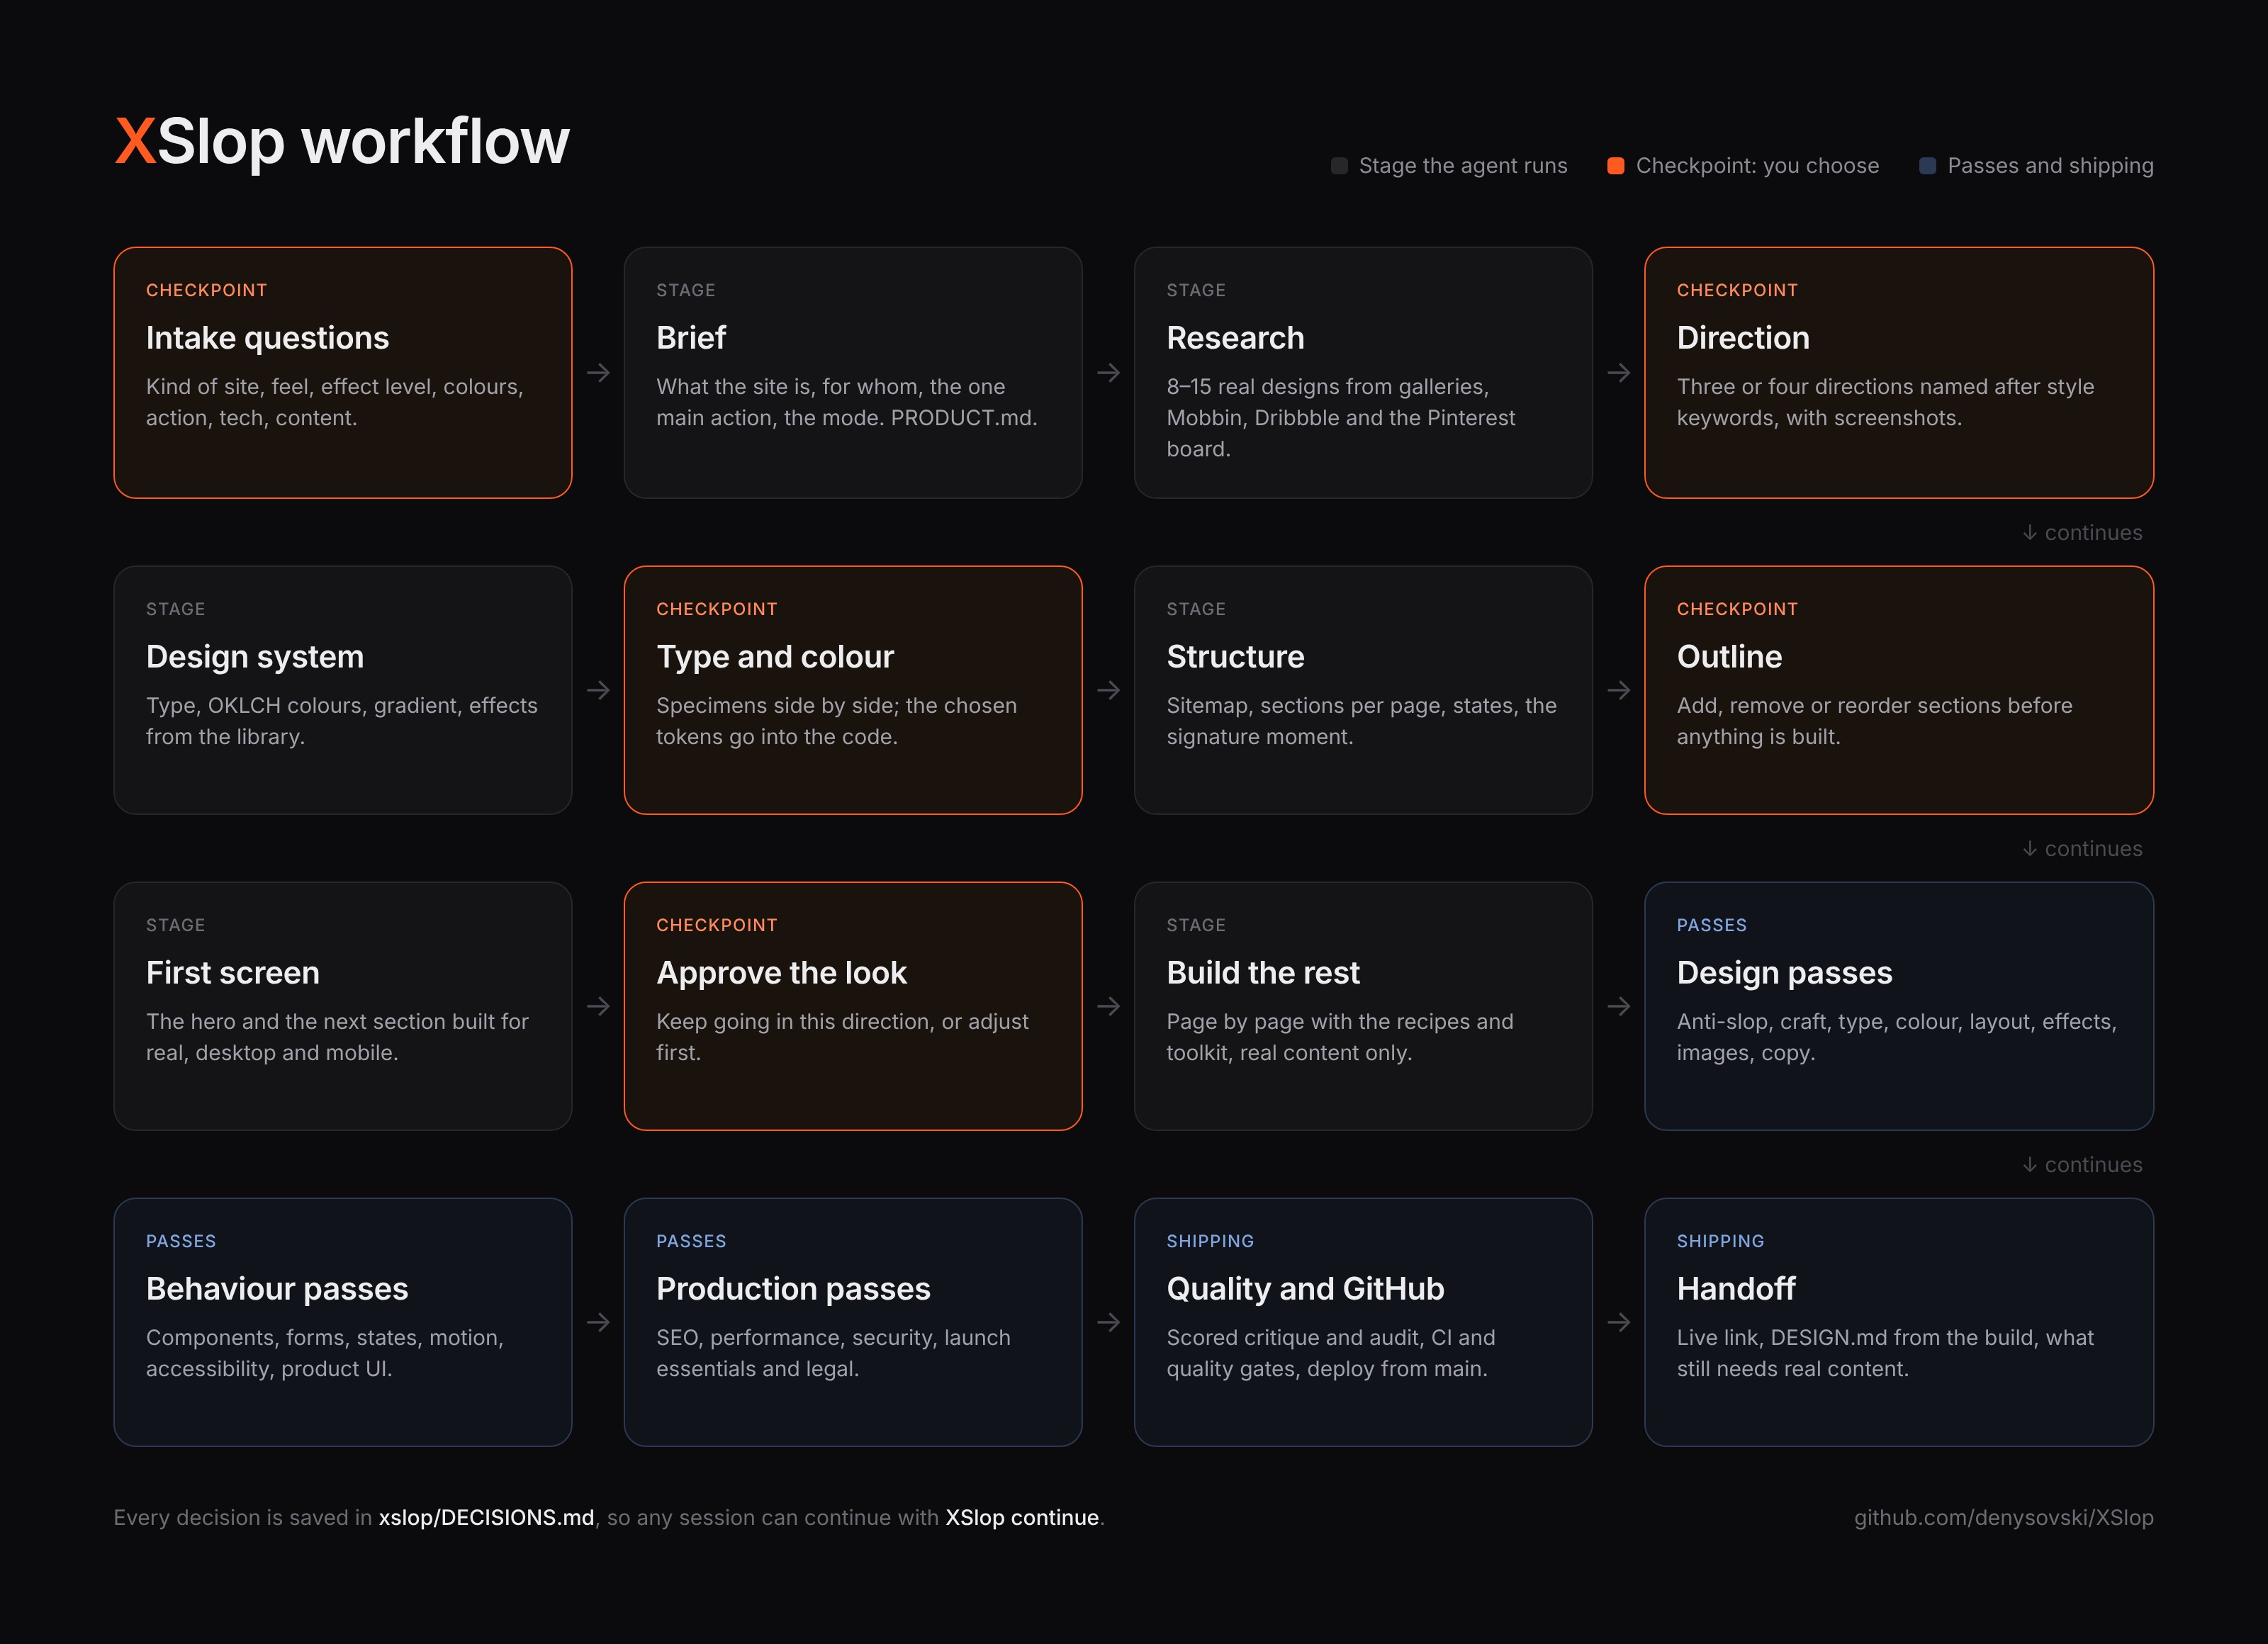 XSlop workflow
Stage the agent runs
Checkpoint: you choose
Passes and shipping
CHECKPOINT
Intake questions
Kind of site, feel, effect level, colours,
action, tech, content.
→
STAGE
Brief
What the site is, for whom, the one
main action, the mode. PRODUCT.md.
→
STAGE
Research
8–15 real designs from galleries,
Mobbin, Dribbble and the Pinterest
board.
→
CHECKPOINT
Direction
Three or four directions named after style
keywords, with screenshots.
↓ continues
STAGE
Design system
Type, OKLCH colours, gradient, effects
from the library.
→
CHECKPOINT
Type and colour
Specimens side by side; the chosen
tokens go into the code.
→
STAGE
Structure
Sitemap, sections per page, states, the
signature moment.
→
CHECKPOINT
Outline
Add, remove or reorder sections before
anything is built.
↓ continues
STAGE
First screen
The hero and the next section built for
real, desktop and mobile.
→
CHECKPOINT
Approve the look
Keep going in this direction, or adjust
first.
→
STAGE
Build the rest
Page by page with the recipes and
toolkit, real content only.
→
PASSES
Design passes
Anti-slop, craft, type, colour, layout, effects,
images, copy.
↓ continues
PASSES
Behaviour passes
Components, forms, states, motion,
accessibility, product UI.
→
PASSES
Production passes
SEO, performance, security, launch
essentials and legal.
→
SHIPPING
Quality and GitHub
Scored critique and audit, CI and
quality gates, deploy from main.
→
SHIPPING
Handoff
Live link, DESIGN.md from the build, what
still needs real content.
Every decision is saved in xslop/DECISIONS.md, so any session can continue with XSlop continue.
github.com/denysovski/XSlop